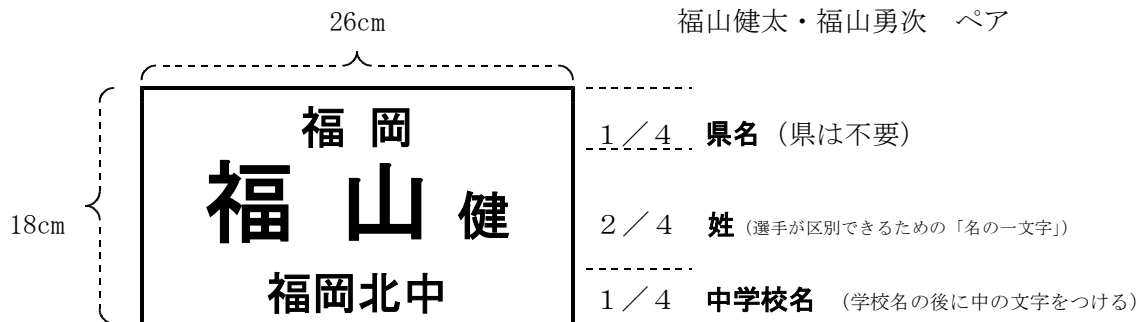 26cm
福山健太・福山勇次　ペア
福 岡
1／4　県名（県は不要）
18cm
福 山 健
2／4　姓（選手が区別できるための「名の一文字」）
福岡北中
1／4　中学校名　（学校名の後に中の文字をつける）